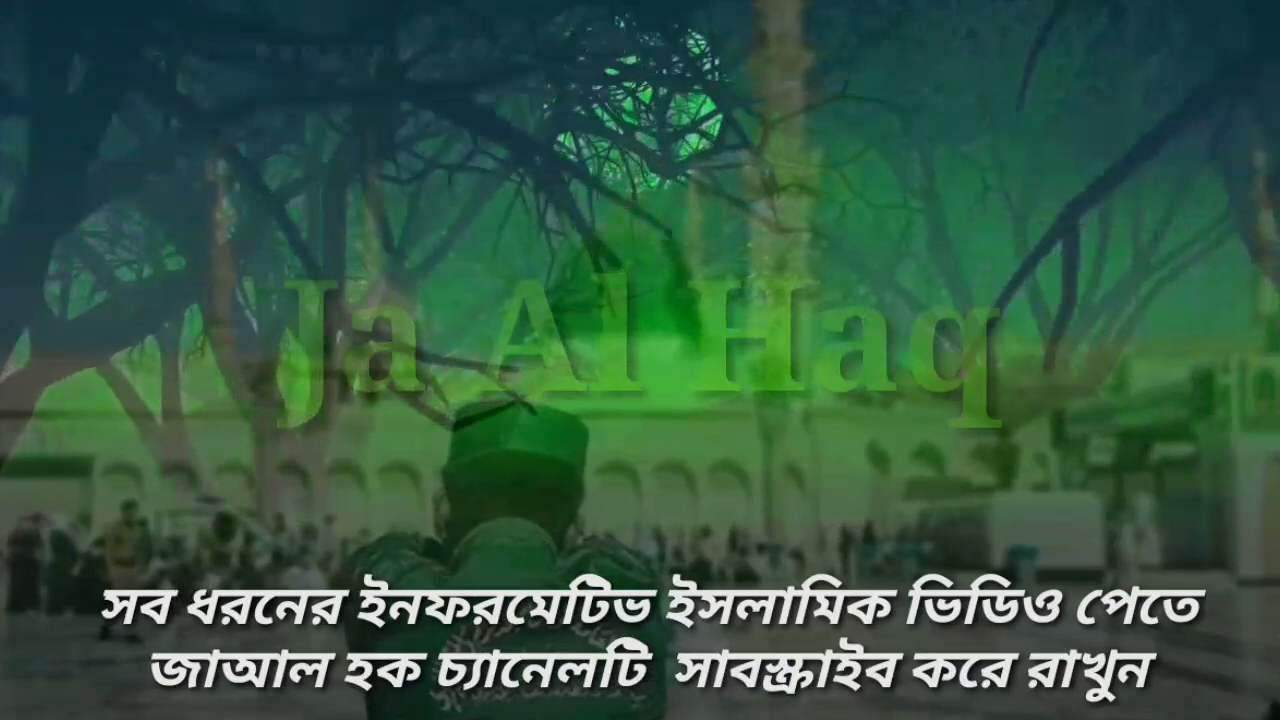 Ja Al Haq
সব ধরনের ইনফরমেটিভ ইসলামিক ভিডিও পেতে
জাআল হক চ্যানেলটি সাবস্ক্রাইব করে রাখুন